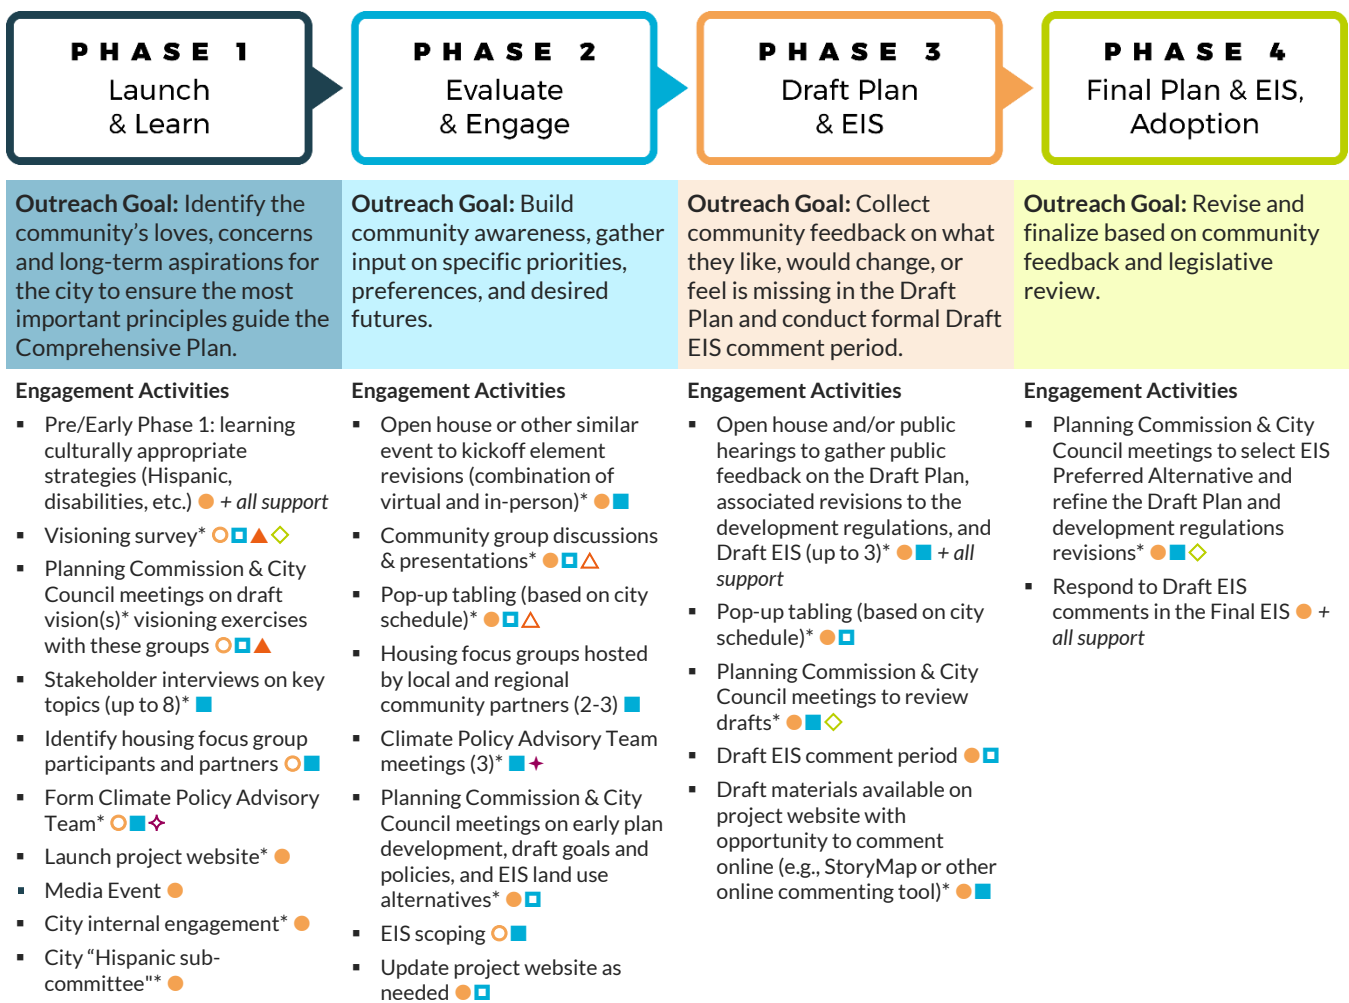 PHASE 1
Launch
& Learn
PHASE 2
Evaluate
& Engage
PHASE 3
Draft Plan
& EIS
PHASE 4
Final Plan & EIS,
Adoption
Outreach Goal: Identify the
community's loves, concerns
and long-term aspirations for
the city to ensure the most
important principles guide the
Comprehensive Plan.
Outreach Goal: Build
community awareness, gather
input on specific priorities,
preferences, and desired
futures.
Outreach Goal: Collect
community feedback on what
they like, would change, or
feel is missing in the Draft
Plan and conduct formal Draft
EIS comment period.
Outreach Goal: Revise and
finalize based on community
feedback and legislative
review.
Engagement Activities
▪ Pre/Early Phase 1: learning
culturally appropriate
strategies (Hispanic,
disabilities, etc.) + all support
▪ Visioning survey*
▪ Planning Commission & City
Council meetings on draft
vision(s)* visioning exercises
with these groups
▪ Stakeholder interviews on key
topics (up to 8)*
▪ Identify housing focus group
participants and partners
▪ Form Climate Policy Advisory
Team*
▪ Launch project website*
▪ Media Event
▪ City internal engagement*
▪ City “Hispanic sub-
committee"*
Engagement Activities
▪ Open house or other similar
event to kickoff element
revisions (combination of
virtual and in-person)*
▪ Community group discussions
& presentations*
▪ Pop-up tabling (based on city
schedule)*
▪ Housing focus groups hosted
by local and regional
community partners (2-3)
▪ Climate Policy Advisory Team
meetings (3)*
▪ Planning Commission & City
Council meetings on early plan
development, draft goals and
policies, and EIS land use
alternatives*
▪ EIS scoping
▪ Update project website as
needed
Engagement Activities
▪ Open house and/or public
hearings to gather public
feedback on the Draft Plan,
associated revisions to the
development regulations, and
Draft EIS (up to 3)* + all
support
▪ Pop-up tabling (based on city
schedule)*
▪ Planning Commission & City
Council meetings to review
drafts*
▪ Draft EIS comment period
▪ Draft materials available on
project website with
opportunity to comment
online (e.g., StoryMap or other
online commenting tool)*
Engagement Activities
▪ Planning Commission & City
Council meetings to select EIS
Preferred Alternative and
refine the Draft Plan and
development regulations
revisions*
▪ Respond to Draft EIS
comments in the Final EIS +
all support